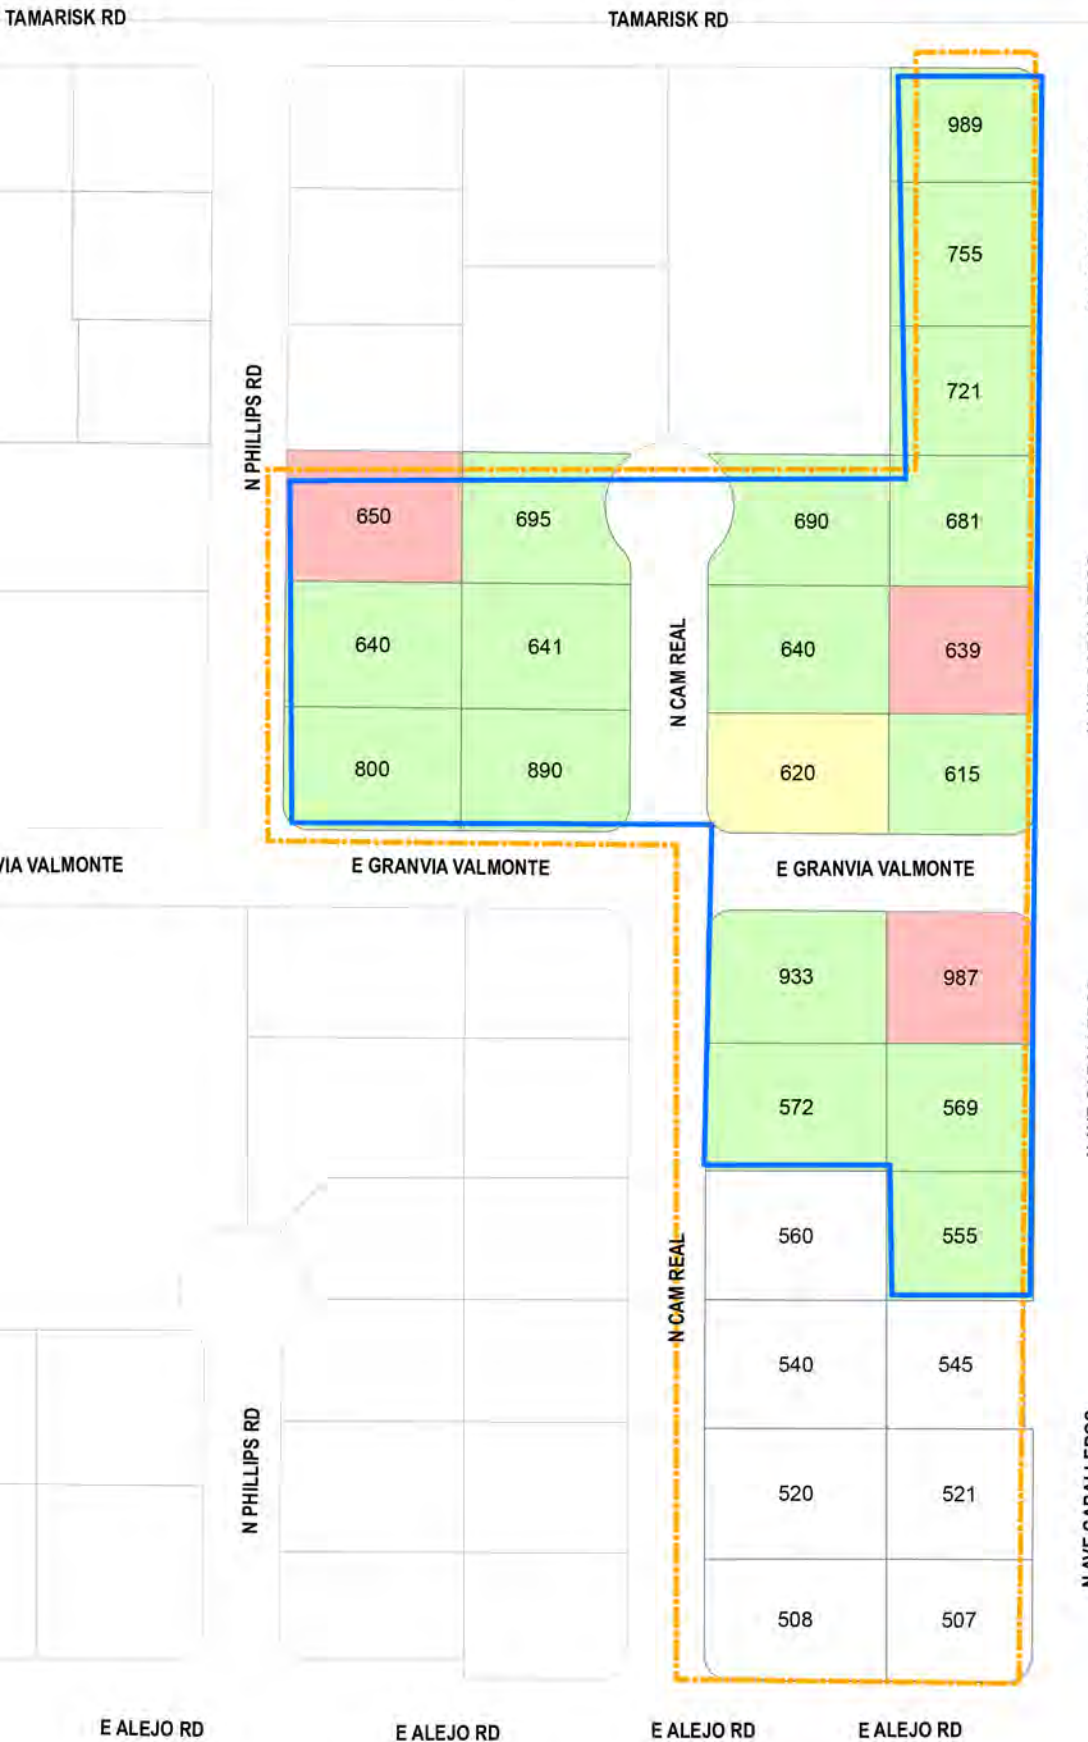 TAMARISK RD
TAMARISK RD
989
755
721
N PHILLIPS RD
650
695
690
681
640
641
N CAM REAL
640
639
800
890
620
615
VIA VALMONTE
E GRANVIA VALMONTE
E GRANVIA VALMONTE
933
987
572
569
560
555
N CAM REAL
540
545
N PHILLIPS RD
520
521
508
507
E ALEJO RD
E ALEJO RD
E ALEJO RD
E ALEJO RD